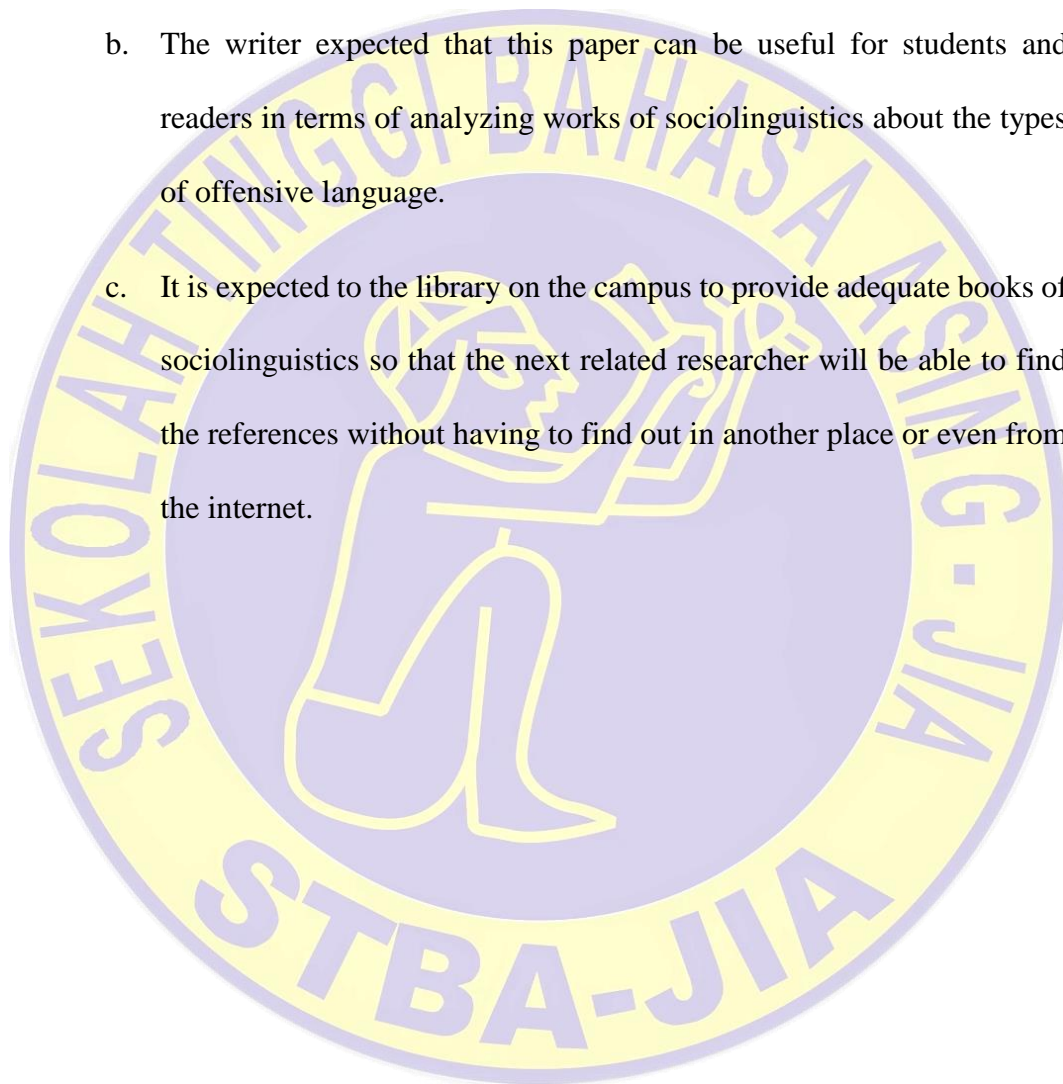 b. The writer expected that this paper can be useful for students and
readers in terms of analyzing works of sociolinguistics about the types
of offensive language.
c. It is expected to the library on the campus to provide adequate books of
sociolinguistics so that the next related researcher will be able to find
the references without having to find out in another place or even from
the internet.
SEKOLAH TINGGI BAHASA ASING - JIA
STBA-JIA